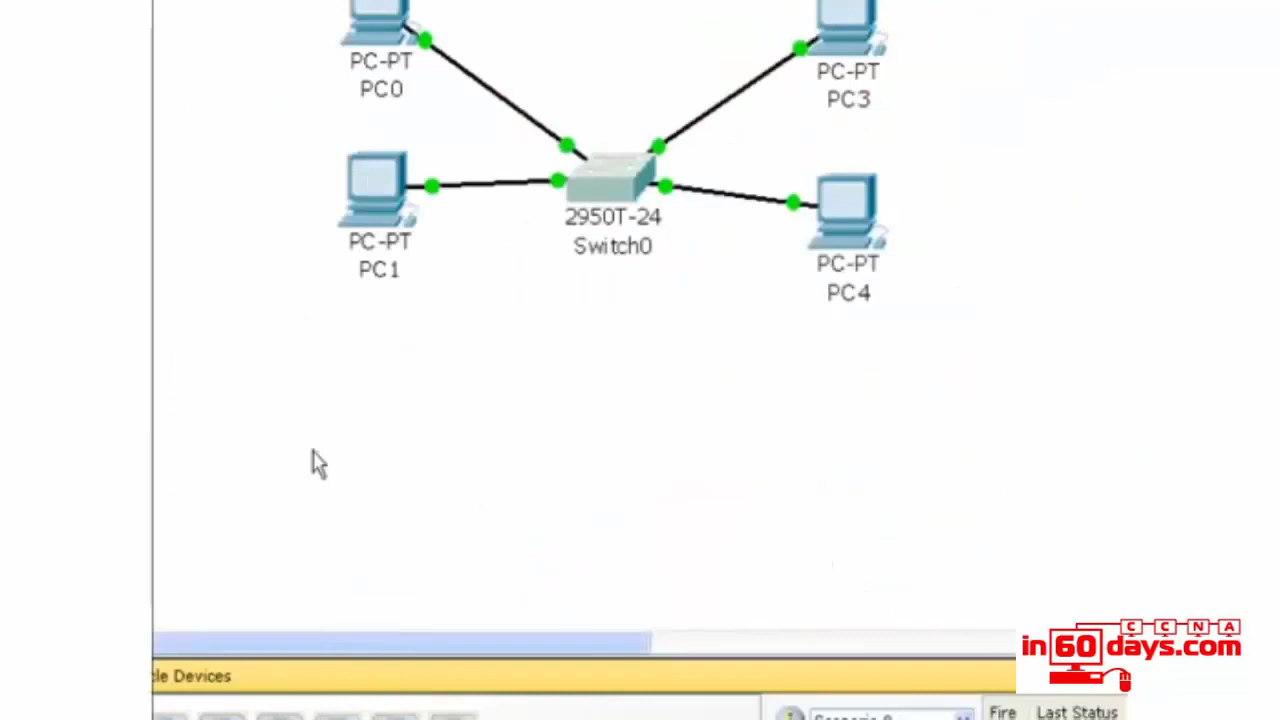 PC-PT
PC0
PC-PT
PC3
2950T-24
Switch0
PC-PT
PC1
PC-PT
PC4
CCNA
in60days.com
cle Devices
Fire
Last Status